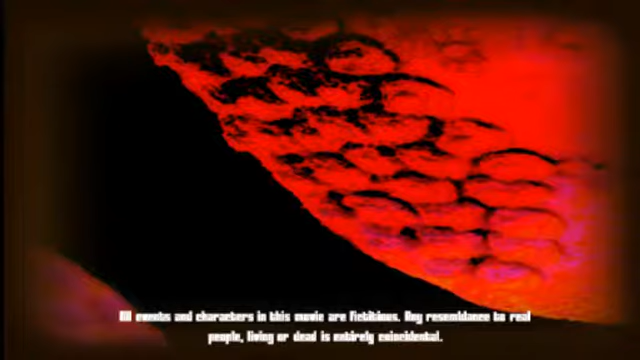 All events and characters in this movie are fictitious. Any resemblance to real
people, living or dead is entirely coincidental.